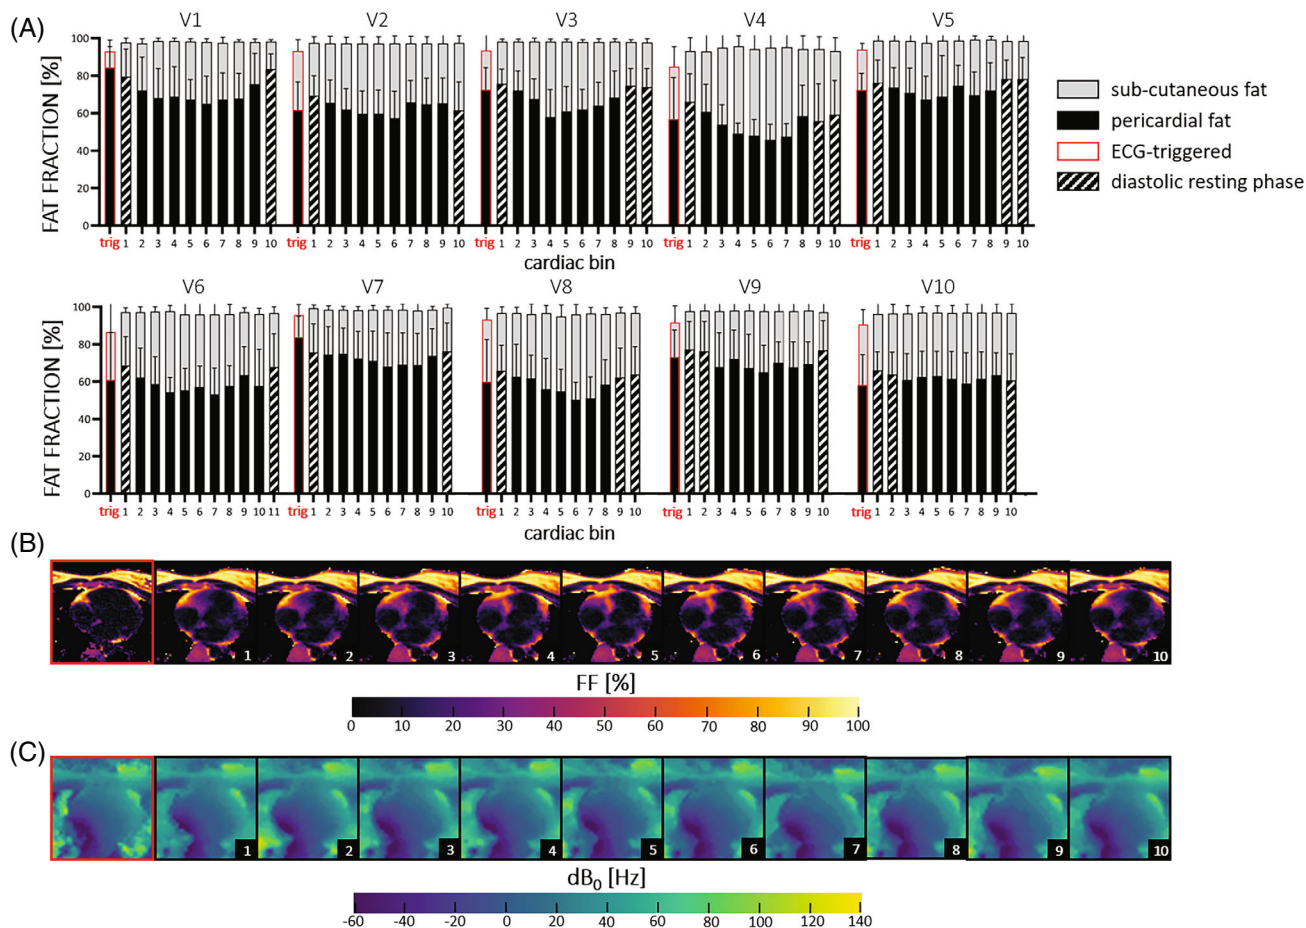 (A)
V1 V2 V3 V4 V5
FAT FRACTION [%]
100
80
60
40
20
0
trig 1 2 3 4 5 6 7 8 9 10 trig 1 2 3 4 5 6 7 8 9 10 trig 1 2 3 4 5 6 7 8 9 10 trig 1 2 3 4 5 6 7 8 9 10 trig 1 2 3 4 5 6 7 8 9 10
cardiac bin
sub-cutaneous fat
pericardial fat
ECG-triggered
diastolic resting phase
V6 V7 V8 V9 V10
FAT FRACTION [%]
100
80
60
40
20
0
trig 1 2 3 4 5 6 7 8 9 10 11 trig 1 2 3 4 5 6 7 8 9 10 trig 1 2 3 4 5 6 7 8 9 10 trig 1 2 3 4 5 6 7 8 9 10 trig 1 2 3 4 5 6 7 8 9 10
cardiac bin
(B)
1 2 3 4 5 6 7 8 9 10
FF [%]
0 10 20 30 40 50 60 70 80 90 100
(C)
1 2 3 4 5 6 7 8 9 10
dB₀ [Hz]
-60 -40 -20 0 20 40 60 80 100 120 140